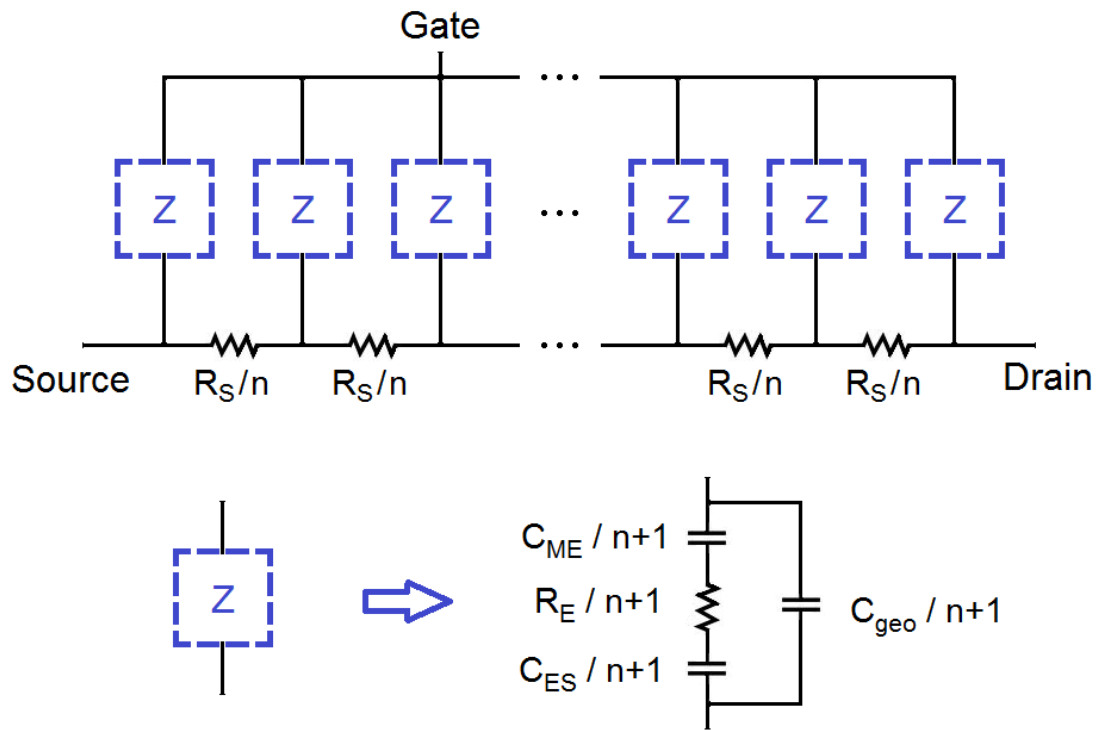 Gate
Z Z Z ... Z Z Z
...
...
Source R_S/n R_S/n ... R_S/n R_S/n Drain
Z
C_ME / n+1
R_E / n+1
C_ES / n+1
C_geo / n+1